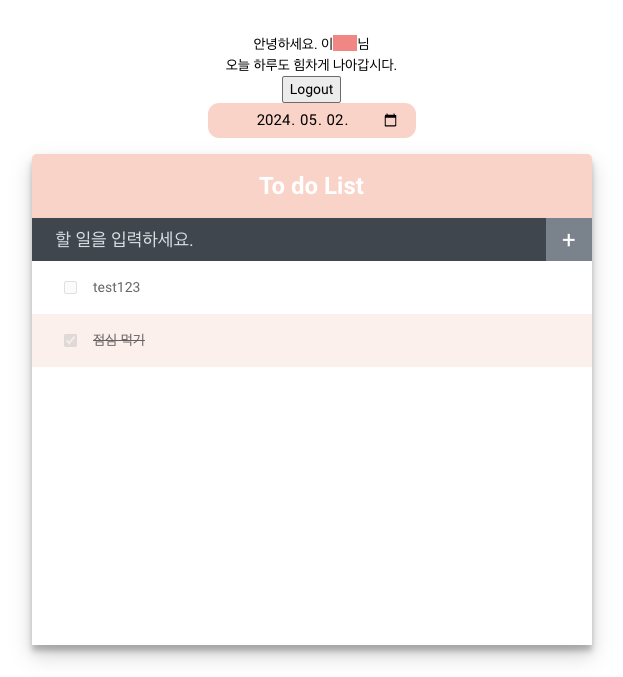 안녕하세요. 이 님
오늘 하루도 힘차게 나아갑시다.
Logout
2024. 05. 02.
To do List
할 일을 입력하세요.
+
test123
점심 먹기